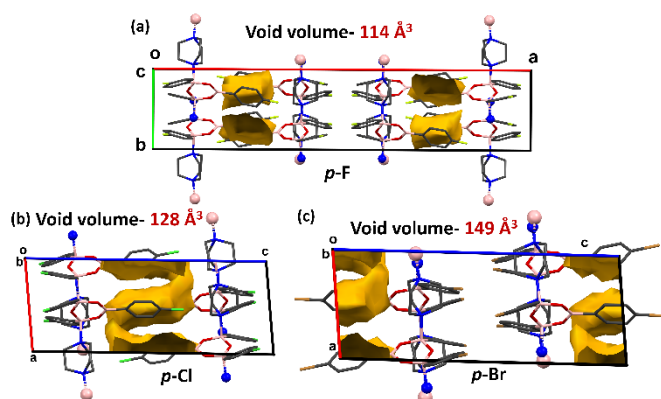 (a) Void volume- 114 Å³
o a
c
b
p-F
(b) Void volume- 128 Å³
o
b c
a
p-Cl
(c) Void volume- 149 Å³
o c
b
a
p-Br